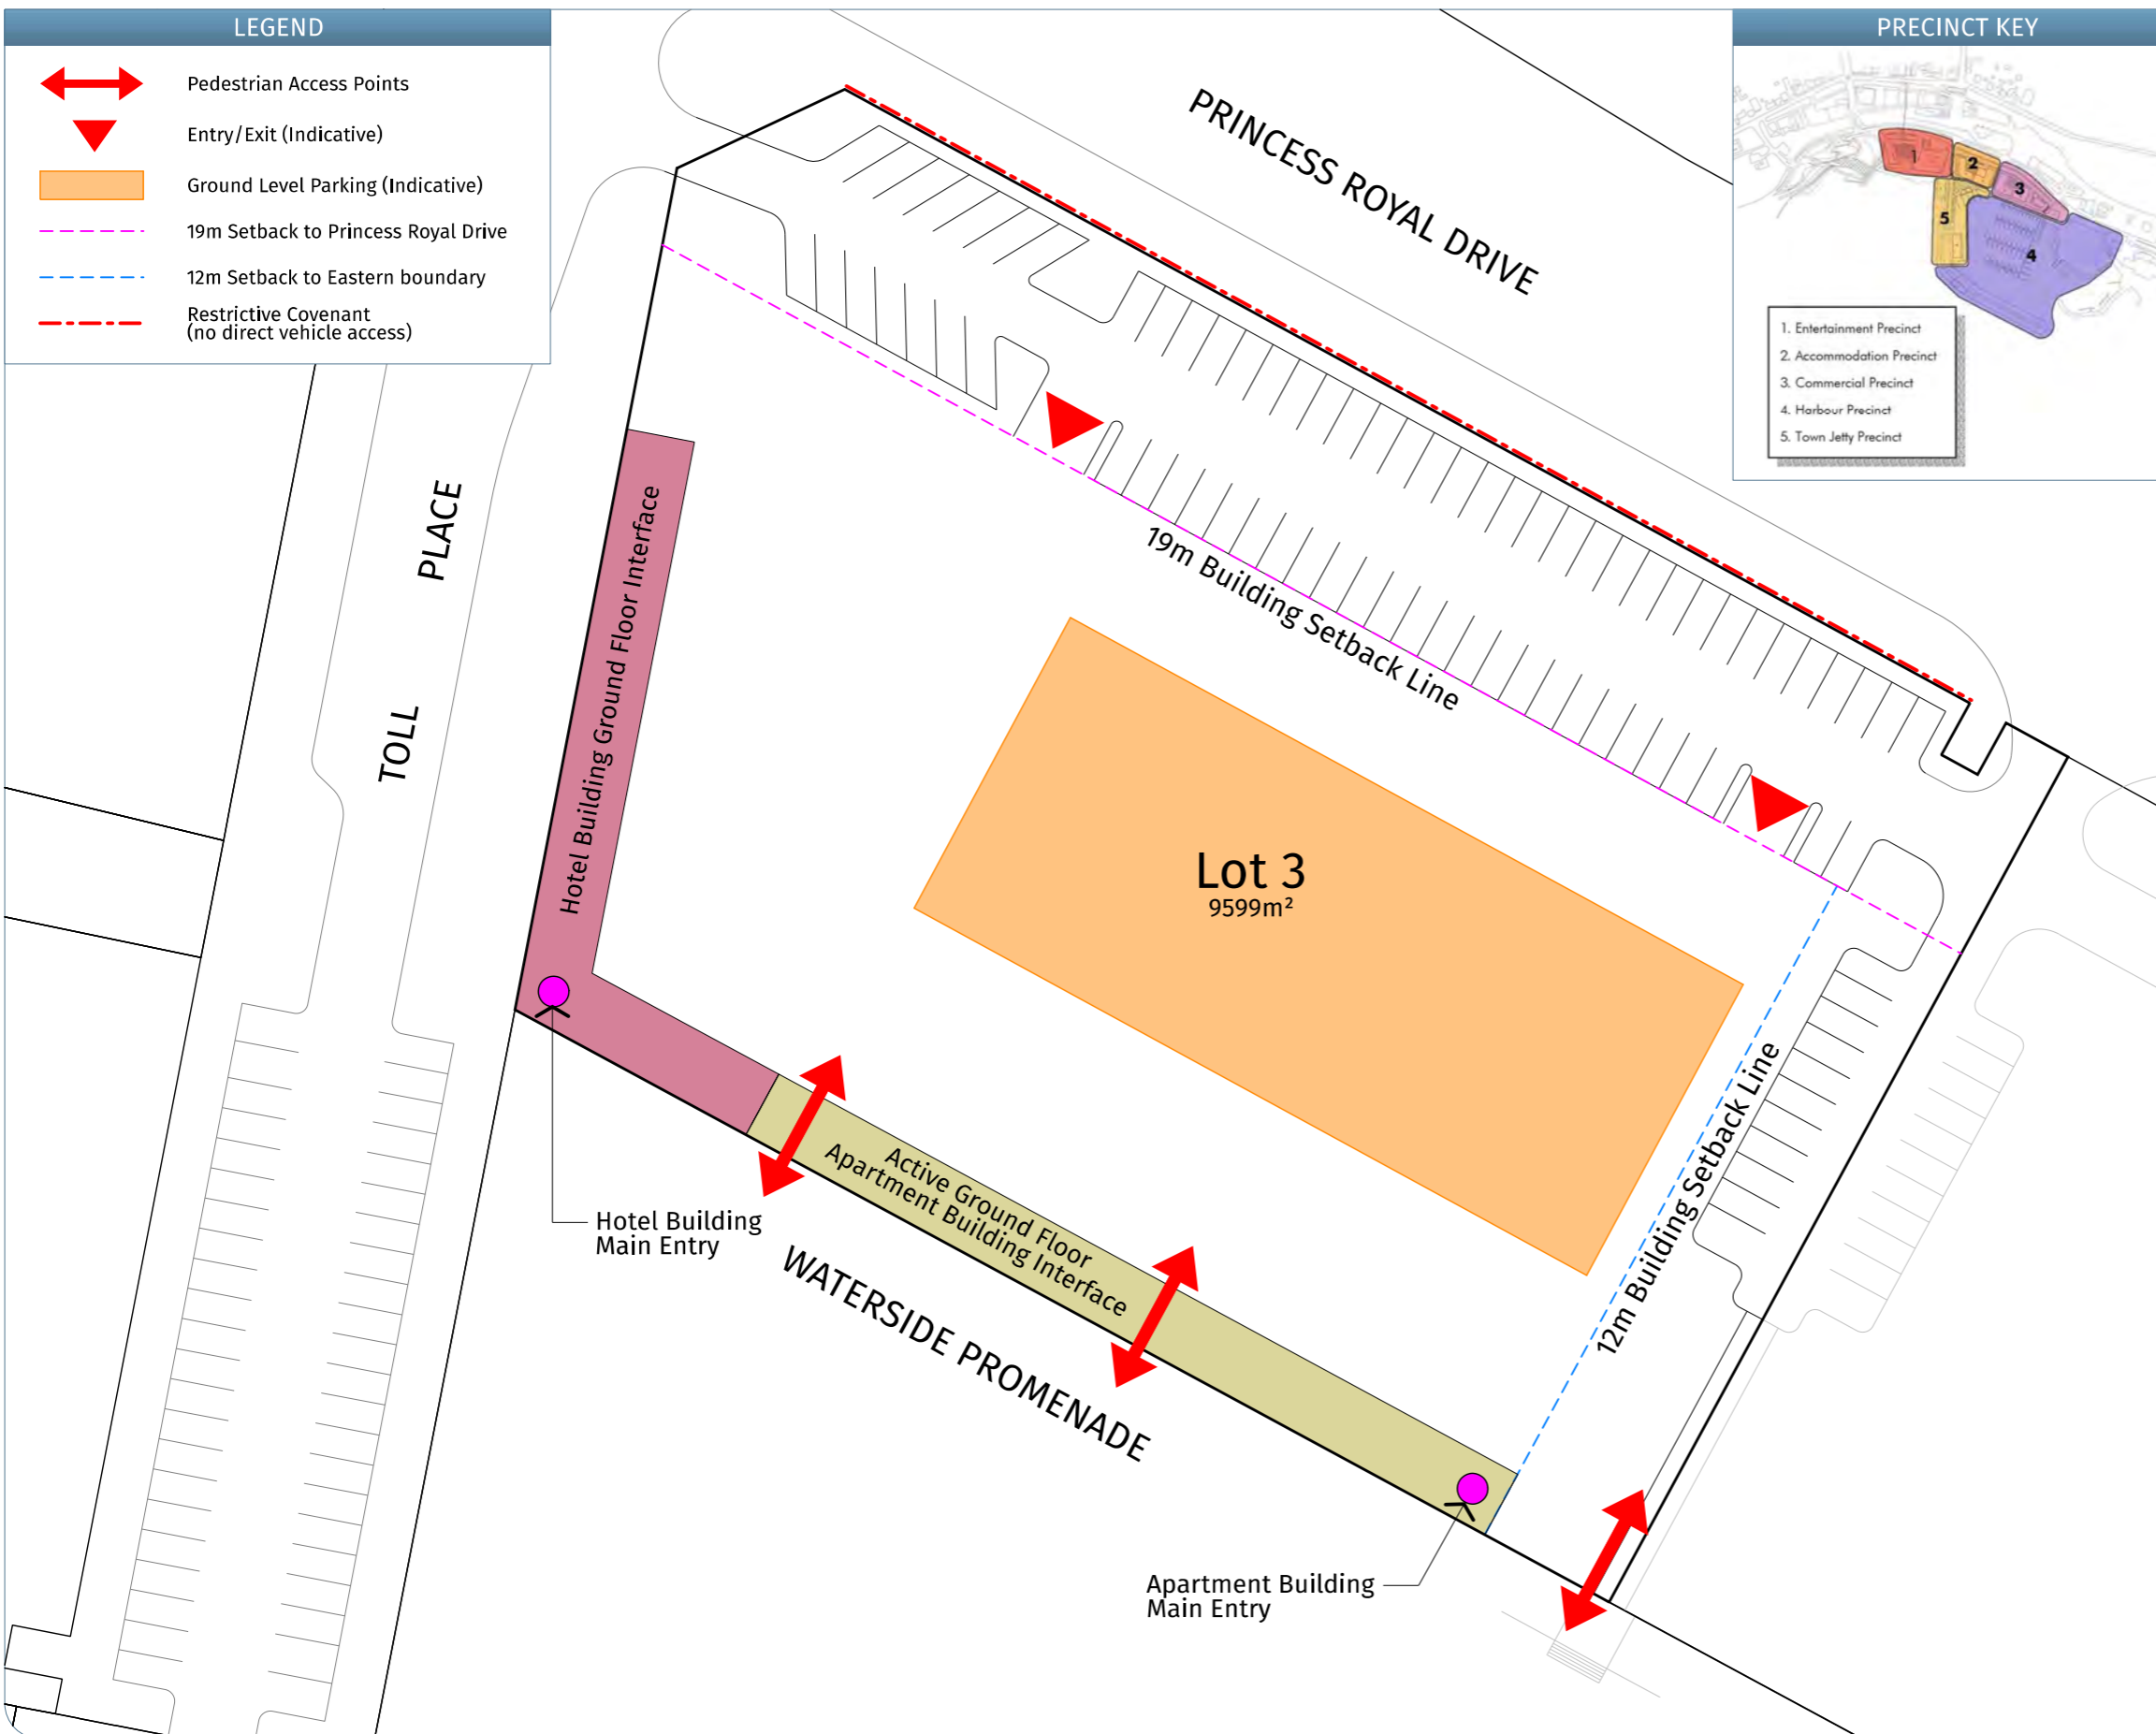 LEGEND
Pedestrian Access Points
Entry/Exit (Indicative)
Ground Level Parking (Indicative)
19m Setback to Princess Royal Drive
12m Setback to Eastern boundary
Restrictive Covenant
(no direct vehicle access)
PRECINCT KEY
1
2
3
4
5
1. Entertainment Precinct
2. Accommodation Precinct
3. Commercial Precinct
4. Harbour Precinct
5. Town Jetty Precinct
PRINCESS ROYAL DRIVE
TOLL PLACE
Hotel Building Ground Floor Interface
19m Building Setback Line
Lot 3
9599m²
12m Building Setback Line
Active Ground Floor
Apartment Building Interface
Hotel Building
Main Entry
WATERSIDE PROMENADE
Apartment Building
Main Entry